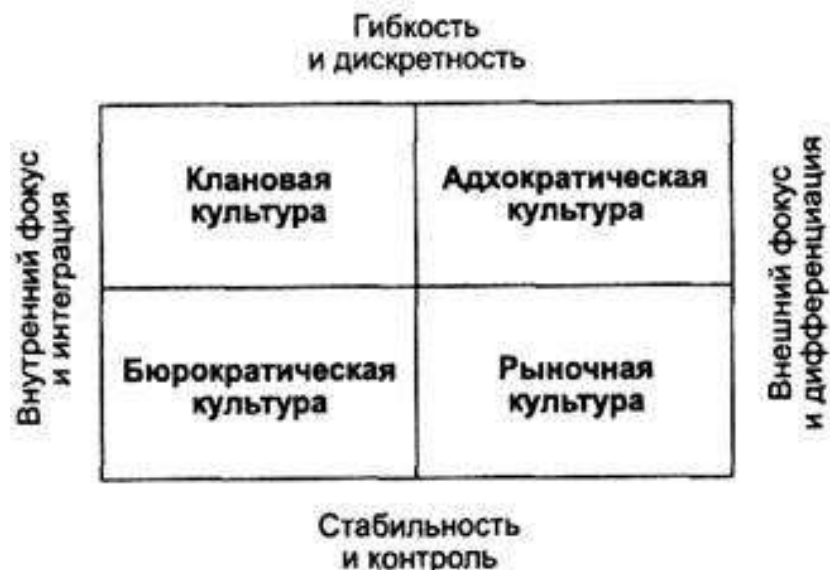 Гибкость
и дискретность
Внутренний фокус
и интеграция
Клановая
культура
Адхократическая
культура
Внешний фокус
и дифференциация
Бюрократическая
культура
Рыночная
культура
Стабильность
и контроль